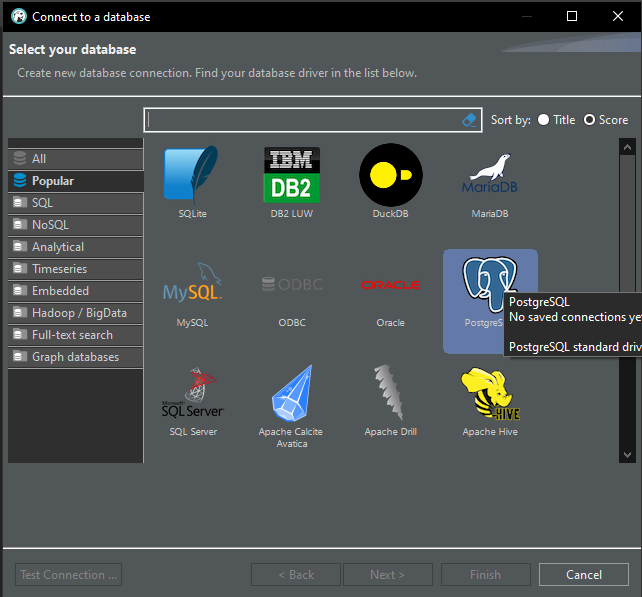 Connect to a database
Select your database
Create new database connection. Find your database driver in the list below.
Sort by: Title Score
All
Popular
SQL
NoSQL
Analytical
Timeseries
Embedded
Hadoop / BigData
Full-text search
Graph databases
SQLite
IBM
DB2
DB2 LUW
DuckDB
MariaDB
MariaDB
MySQL
MySQL
ODBC
ODBC
ORACLE
Oracle
PostgreS
PostgreSQL
No saved connections ye
PostgreSQL standard driv
Microsoft
SQL Server
SQL Server
Apache Calcite
Avatica
Apache Drill
HIVE
Apache Hive
Test Connection ...
< Back
Next >
Finish
Cancel